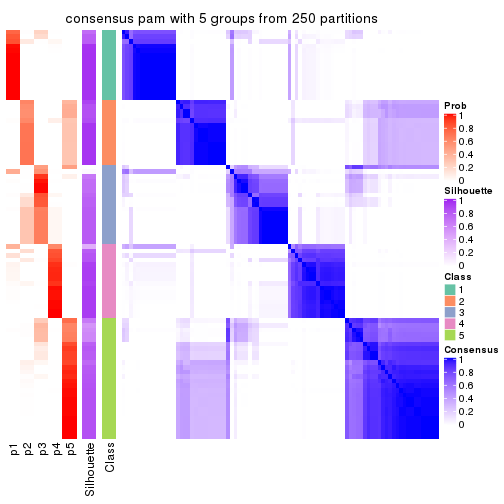 consensus pam with 5 groups from 250 partitions
Prob
1
0.8
0.6
0.4
0.2
0
Silhouette
1
0.8
0.6
0.4
0.2
0
Class
1
2
3
4
5
Consensus
1
0.8
0.6
0.4
0.2
0
p1
p2
p3
p4
p5
Silhouette
Class